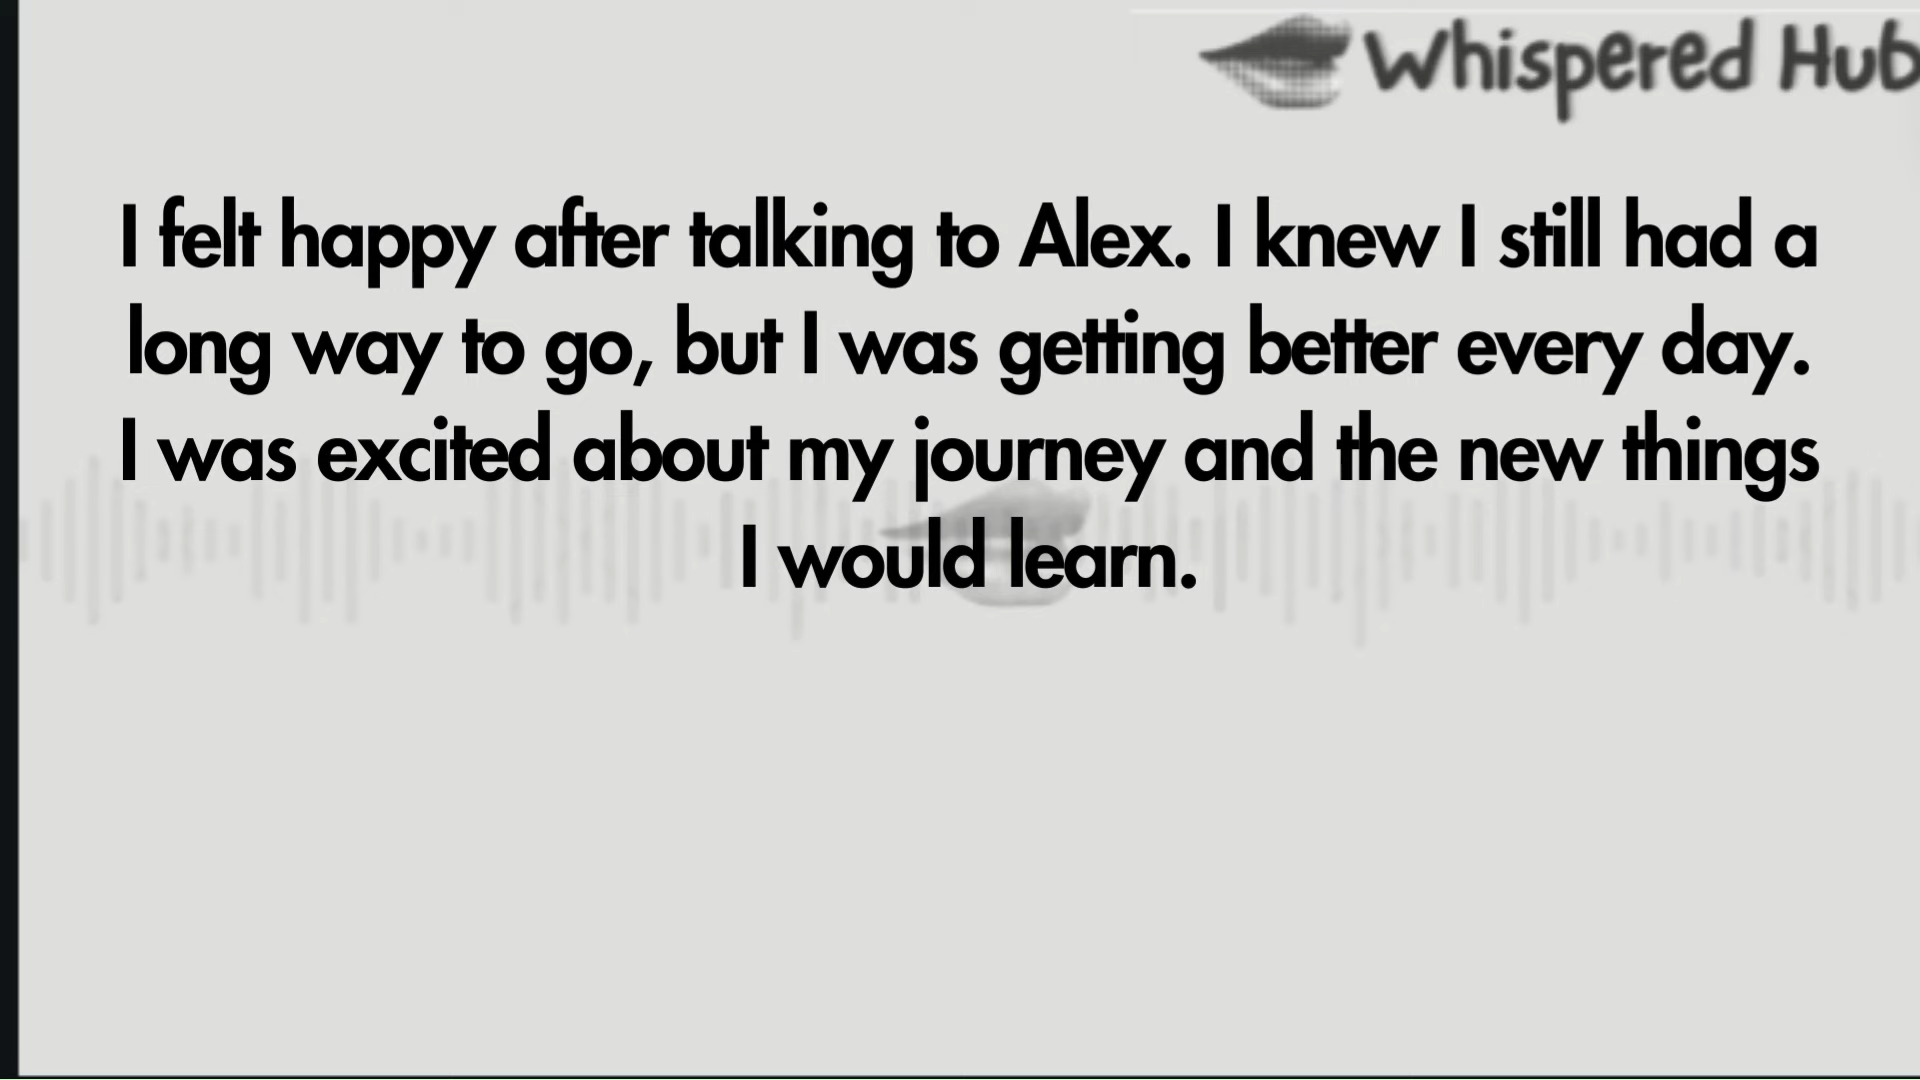 Whispered Hub
I felt happy after talking to Alex. I knew I still had a
long way to go, but I was getting better every day.
I was excited about my journey and the new things
I would learn.